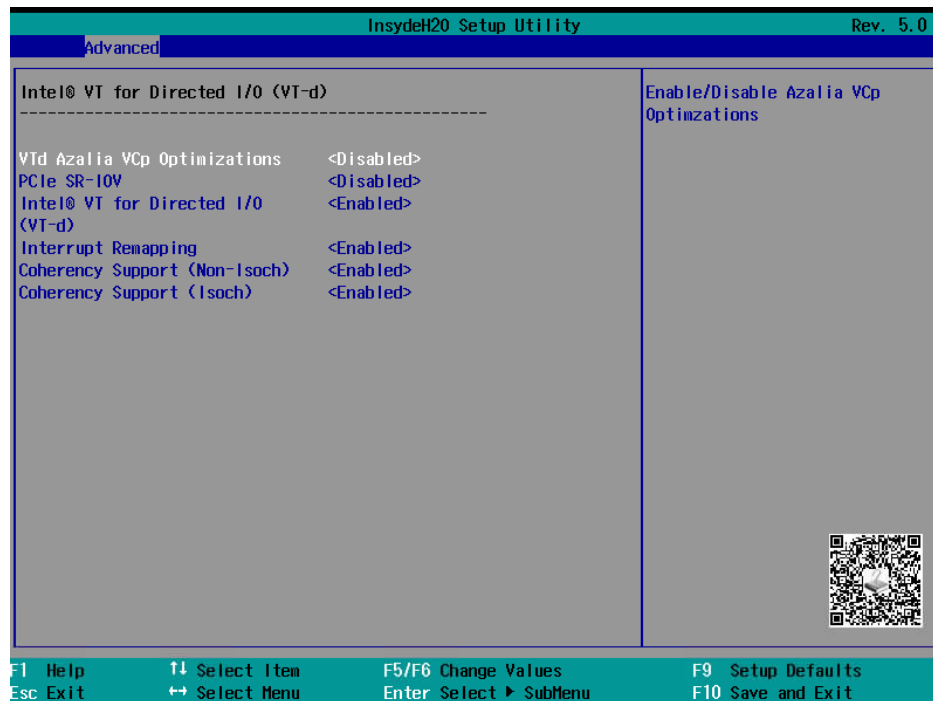 InsydeH2O Setup Utility Rev. 5.0
Advanced
Intel® VT for Directed I/O (VT-d)
--------------------------------------------------
VTd Azalia VCp Optimizations <Disabled>
PCIe SR-IOV <Disabled>
Intel® VT for Directed I/O <Enabled>
(VT-d)
Interrupt Remapping <Enabled>
Coherency Support (Non-Isoch) <Enabled>
Coherency Support (Isoch) <Enabled>
Enable/Disable Azalia VCp
Optimzations
F1 Help ↑↓ Select Item F5/F6 Change Values F9 Setup Defaults
Esc Exit ↔ Select Menu Enter Select ▶ SubMenu F10 Save and Exit